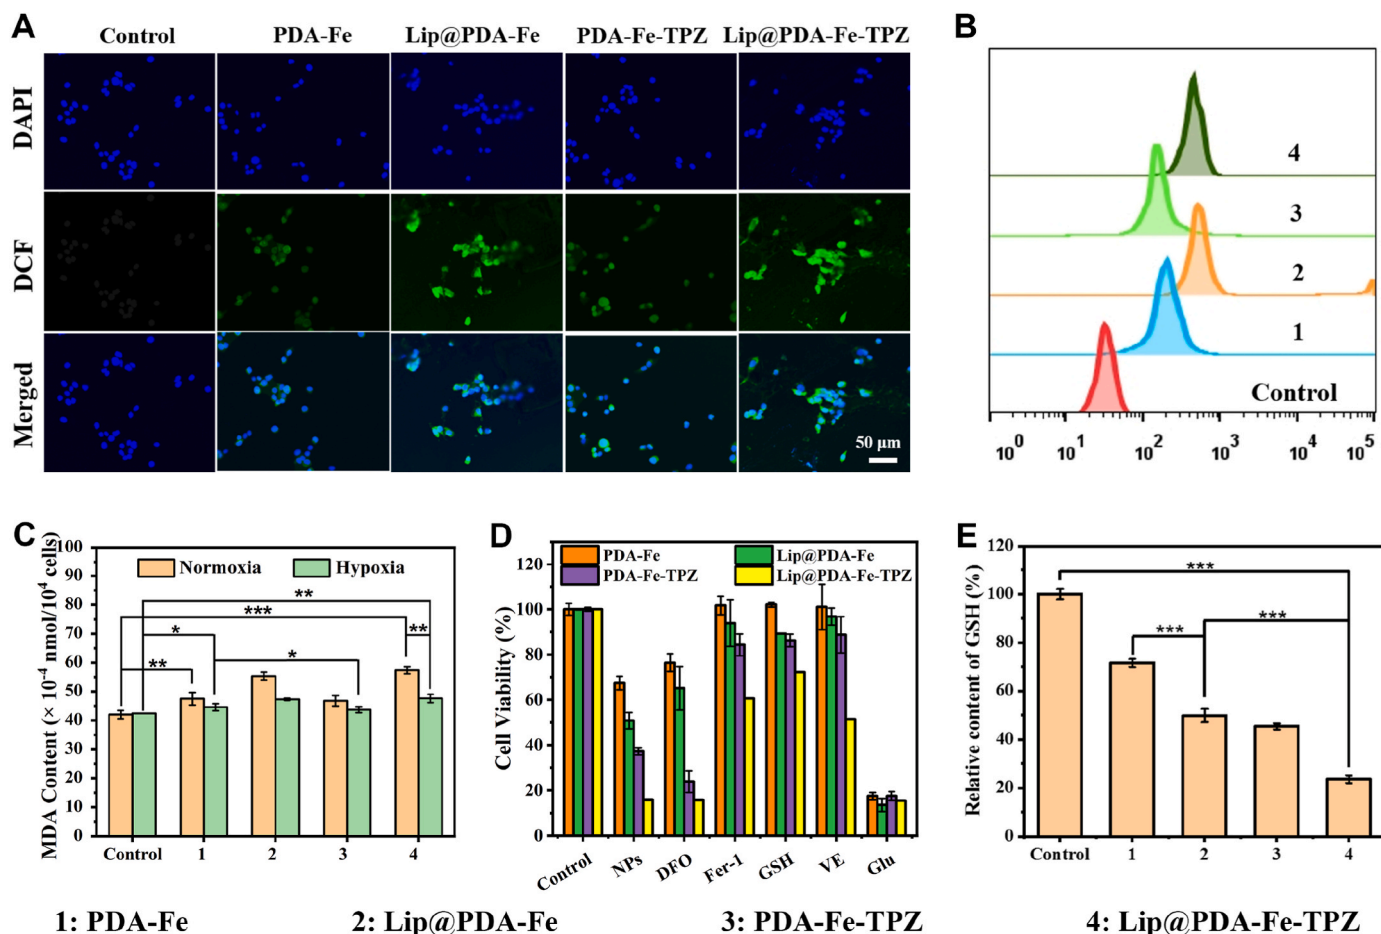 A
Control
PDA-Fe
Lip@PDA-Fe
PDA-Fe-TPZ
Lip@PDA-Fe-TPZ
DAPI
DCF
Merged
50 μm
B
4
3
2
1
Control
10^0
10^1
10^2
10^3
10^4
10^5
C
MDA Content (× 10^-4 nmol/10^4 cells)
100
90
80
70
60
50
40
30
20
10
0
Normoxia
Hypoxia
**
***
**
*
*
**
Control
1
2
3
4
D
Cell Viability (%)
120
100
80
60
40
20
0
PDA-Fe
Lip@PDA-Fe
PDA-Fe-TPZ
Lip@PDA-Fe-TPZ
Control
NPs
DFO
Fer-1
GSH
VE
Glu
E
Relative content of GSH (%)
120
100
80
60
40
20
0
***
***
***
Control
1
2
3
4
1: PDA-Fe
2: Lip@PDA-Fe
3: PDA-Fe-TPZ
4: Lip@PDA-Fe-TPZ